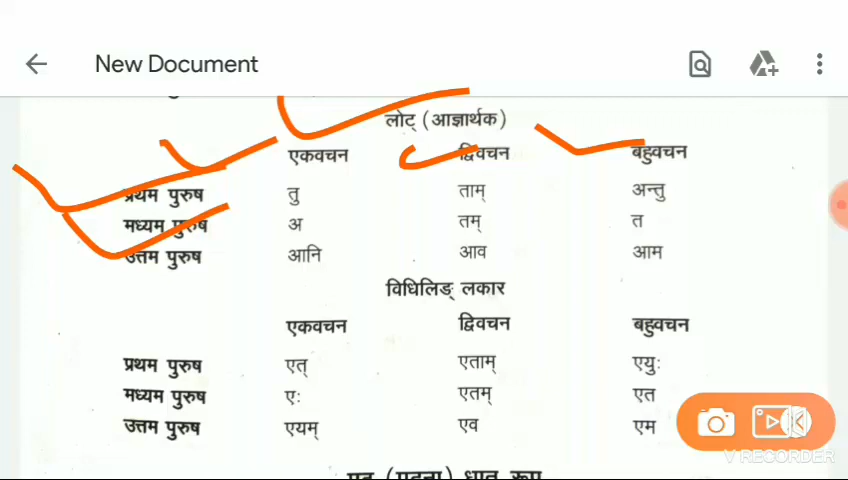 New Document
लोट् (आज्ञार्थक)
एकवचन द्विवचन बहुवचन
प्रथम पुरुष तु ताम् अन्तु
मध्यम पुरुष अ तम् त
उत्तम पुरुष आनि आव आम
विधिलिङ् लकार
एकवचन द्विवचन बहुवचन
प्रथम पुरुष एत् एताम् एयुः
मध्यम पुरुष एः एतम् एत
उत्तम पुरुष एयम् एव एम
V RECORDER